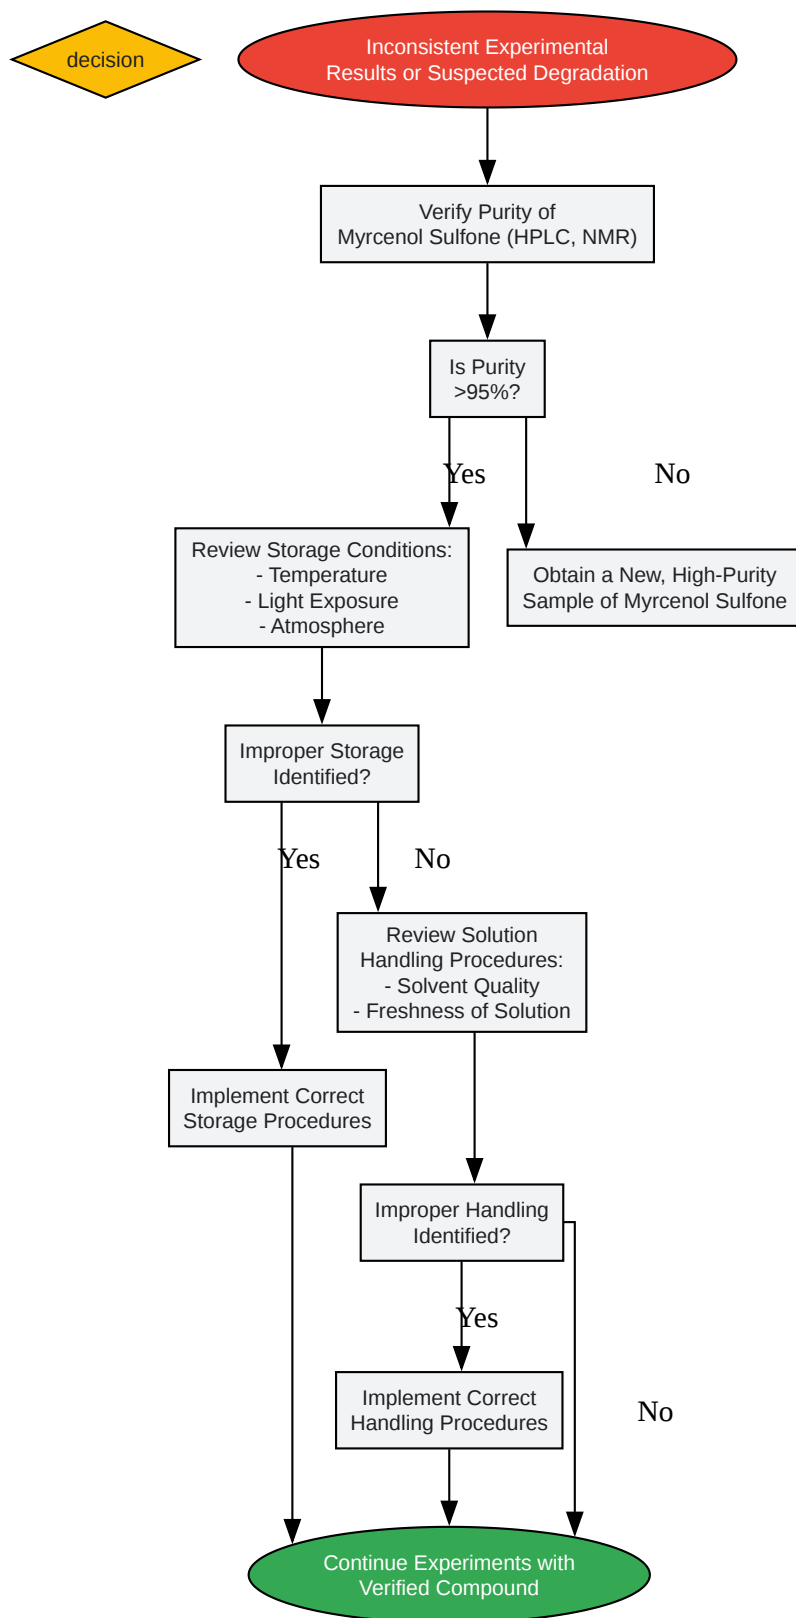 decision
Inconsistent Experimental
Results or Suspected Degradation
Verify Purity of
Myrcenol Sulfone (HPLC, NMR)
Is Purity
>95%?
Yes
No
Review Storage Conditions:
- Temperature
- Light Exposure
- Atmosphere
Obtain a New, High-Purity
Sample of Myrcenol Sulfone
Improper Storage
Identified?
Yes
No
Review Solution
Handling Procedures:
- Solvent Quality
- Freshness of Solution
Implement Correct
Storage Procedures
Improper Handling
Identified?
Yes
Implement Correct
Handling Procedures
No
Continue Experiments with
Verified Compound